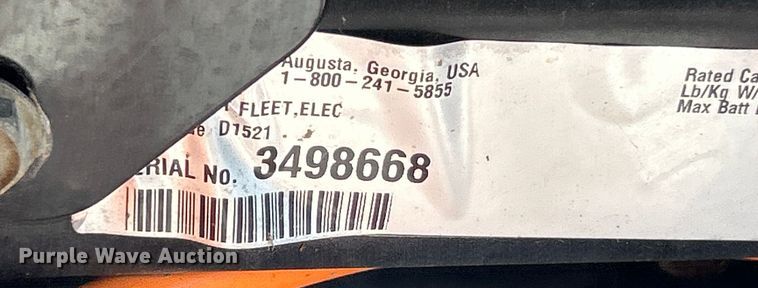 Augusta, Georgia, USA
1-800-241-5855
FLEET,ELEC
D1521
SERIAL No. 3498668
Rated Ca
Lb/Kg W/
Max Batt
Purple Wave Auction